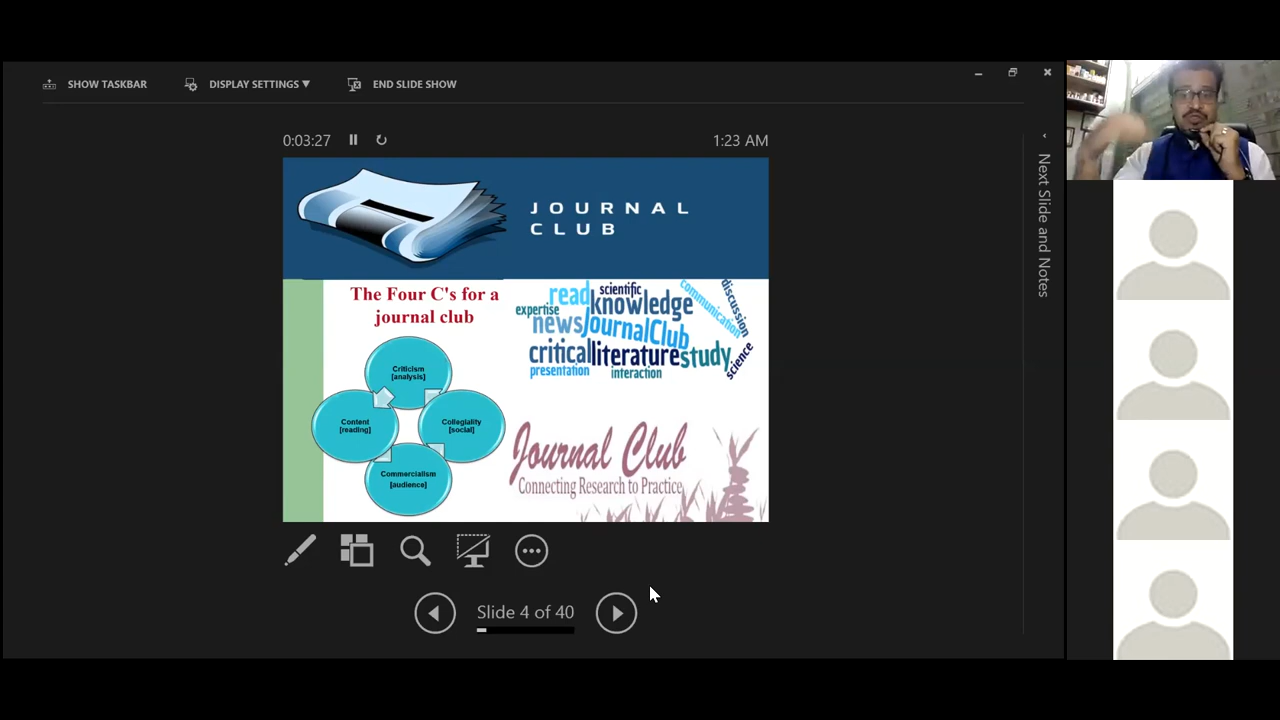 SHOW TASKBAR
DISPLAY SETTINGS ▼
END SLIDE SHOW
0:03:27
1:23 AM
JOURNAL
CLUB
The Four C's for a
journal club
Criticism
[analysis]
Content
[reading]
Collegiality
[social]
Commercialism
[audience]
read
scientific
communication
discussion
expertise
knowledge
news
JournalClub
critical
literature
study
science
presentation
interaction
Journal Club
Connecting Research to Practice
Next Slide and Notes
Slide 4 of 40